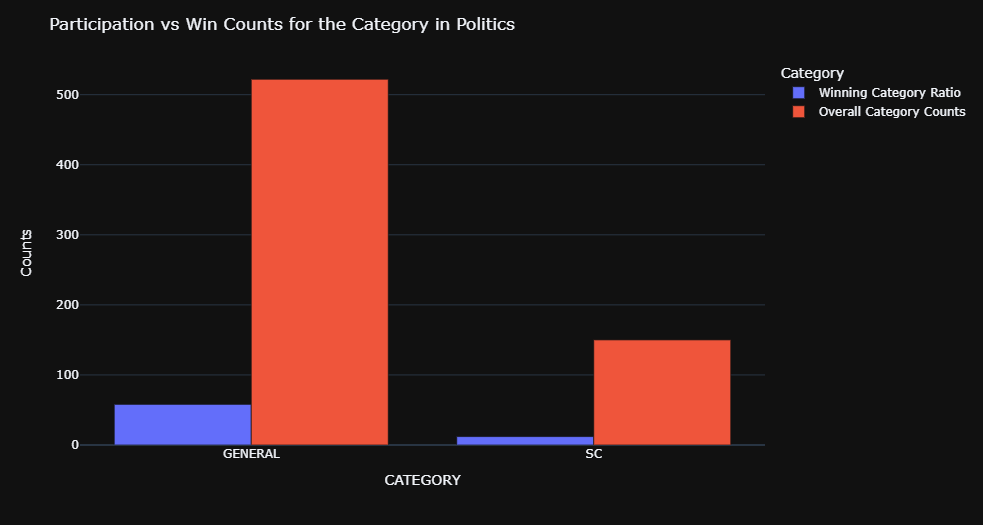 Participation vs Win Counts for the Category in Politics
Category
Winning Category Ratio
Overall Category Counts
Counts
500
400
300
200
100
0
GENERAL
SC
CATEGORY